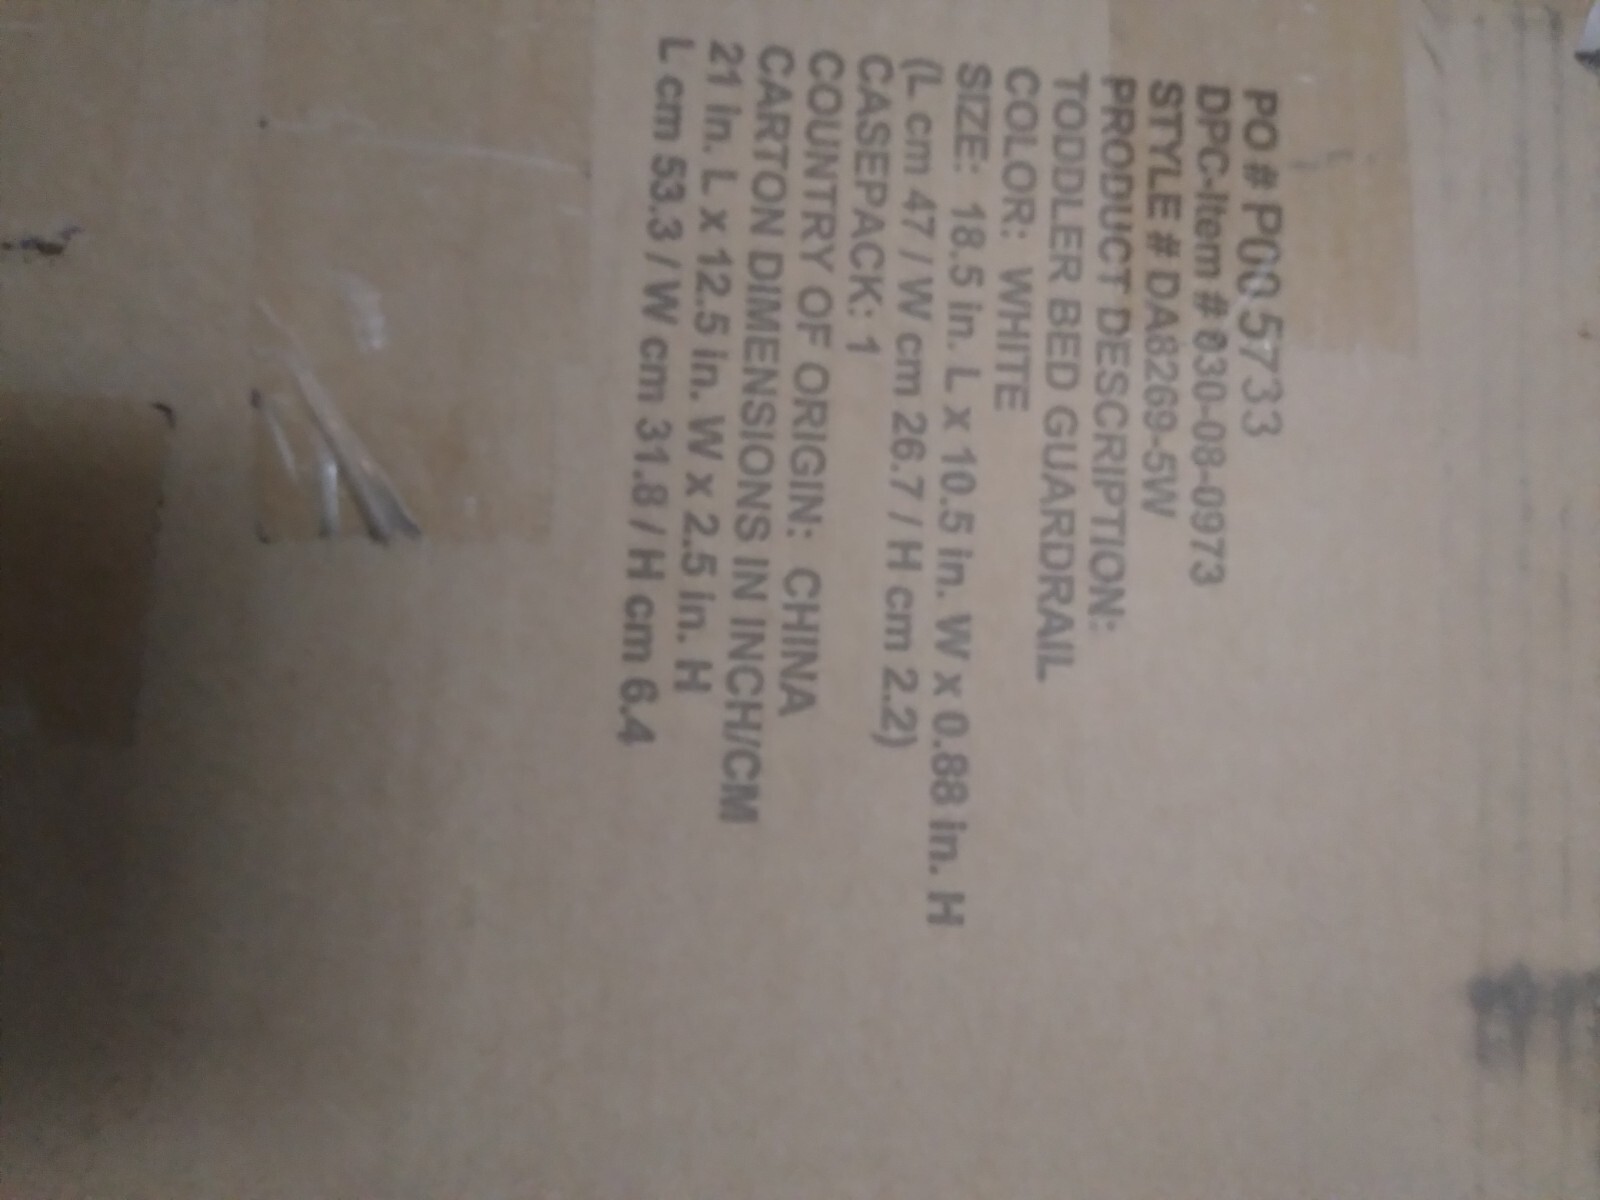 PO # P005733
DPC-Item # 030-08-0973
STYLE # DA8269-5W
PRODUCT DESCRIPTION:
TODDLER BED GUARDRAIL
COLOR: WHITE
SIZE: 18.5 in. L x 10.5 in. W x 0.88 in. H
(L cm 47 / W cm 26.7 / H cm 2.2)
CASEPACK: 1
COUNTRY OF ORIGIN: CHINA
CARTON DIMENSIONS IN INCH/CM
21 in. L x 12.5 in. W x 2.5 in. H
L cm 53.3 / W cm 31.8 / H cm 6.4